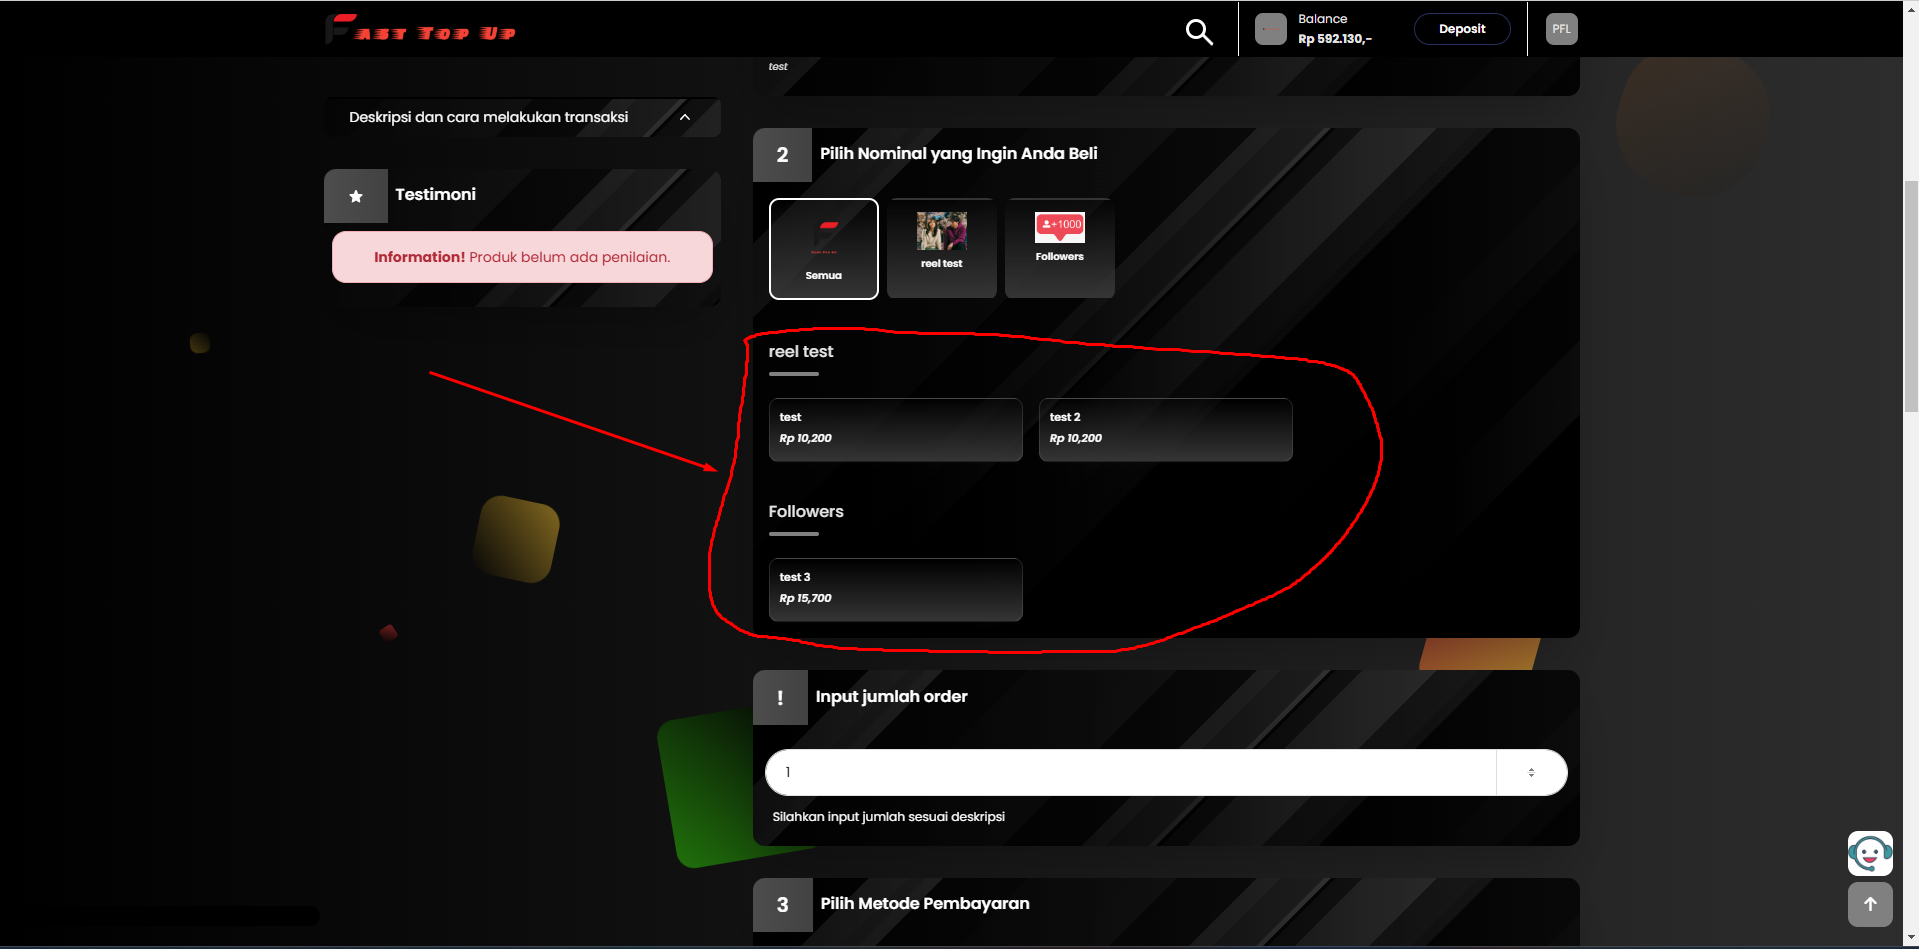 Fast Top Up
Balance
Rp 592.130,-
Deposit
PFL
test
Deskripsi dan cara melakukan transaksi
Testimoni
Information! Produk belum ada penilaian.
2
Pilih Nominal yang Ingin Anda Beli
Semua
reel test
+1000
Followers
reel test
test
Rp 10,200
test 2
Rp 10,200
Followers
test 3
Rp 15,700
!
Input jumlah order
1
Silahkan input jumlah sesuai deskripsi
3
Pilih Metode Pembayaran